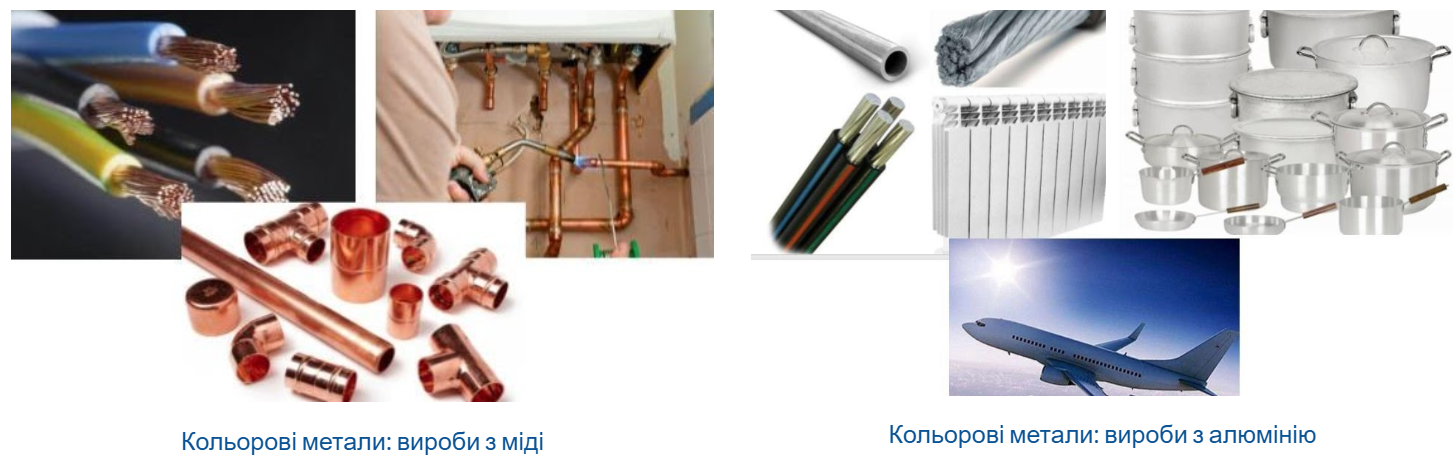 Кольорові метали: вироби з міді
Кольорові метали: вироби з алюмінію